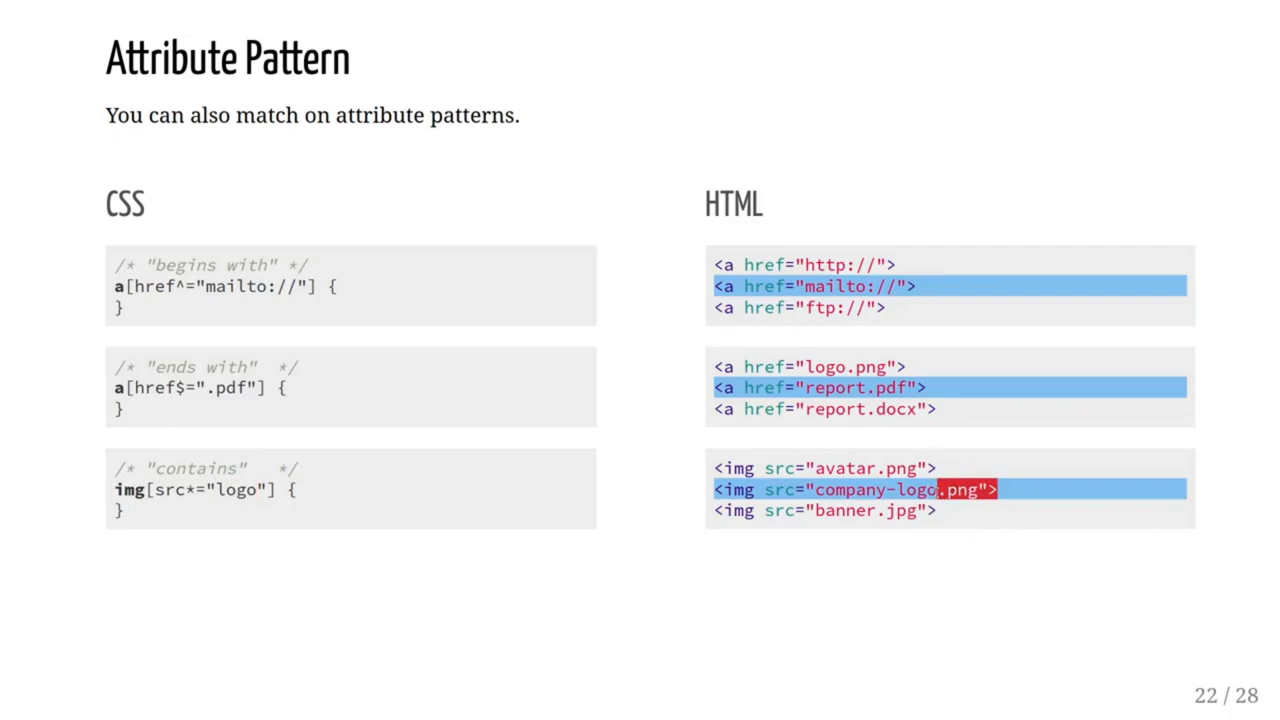 Attribute Pattern
You can also match on attribute patterns.
CSS
/* "begins with" */
a[href^="mailto://"] {
}
/* "ends with"  */
a[href$=".pdf"] {
}
/* "contains"   */
img[src*="logo"] {
}
HTML
<a href="http://">
<a href="mailto://">
<a href="ftp://">
<a href="logo.png">
<a href="report.pdf">
<a href="report.docx">
<img src="avatar.png">
<img src="company-logo.png">
<img src="banner.jpg">
22 / 28